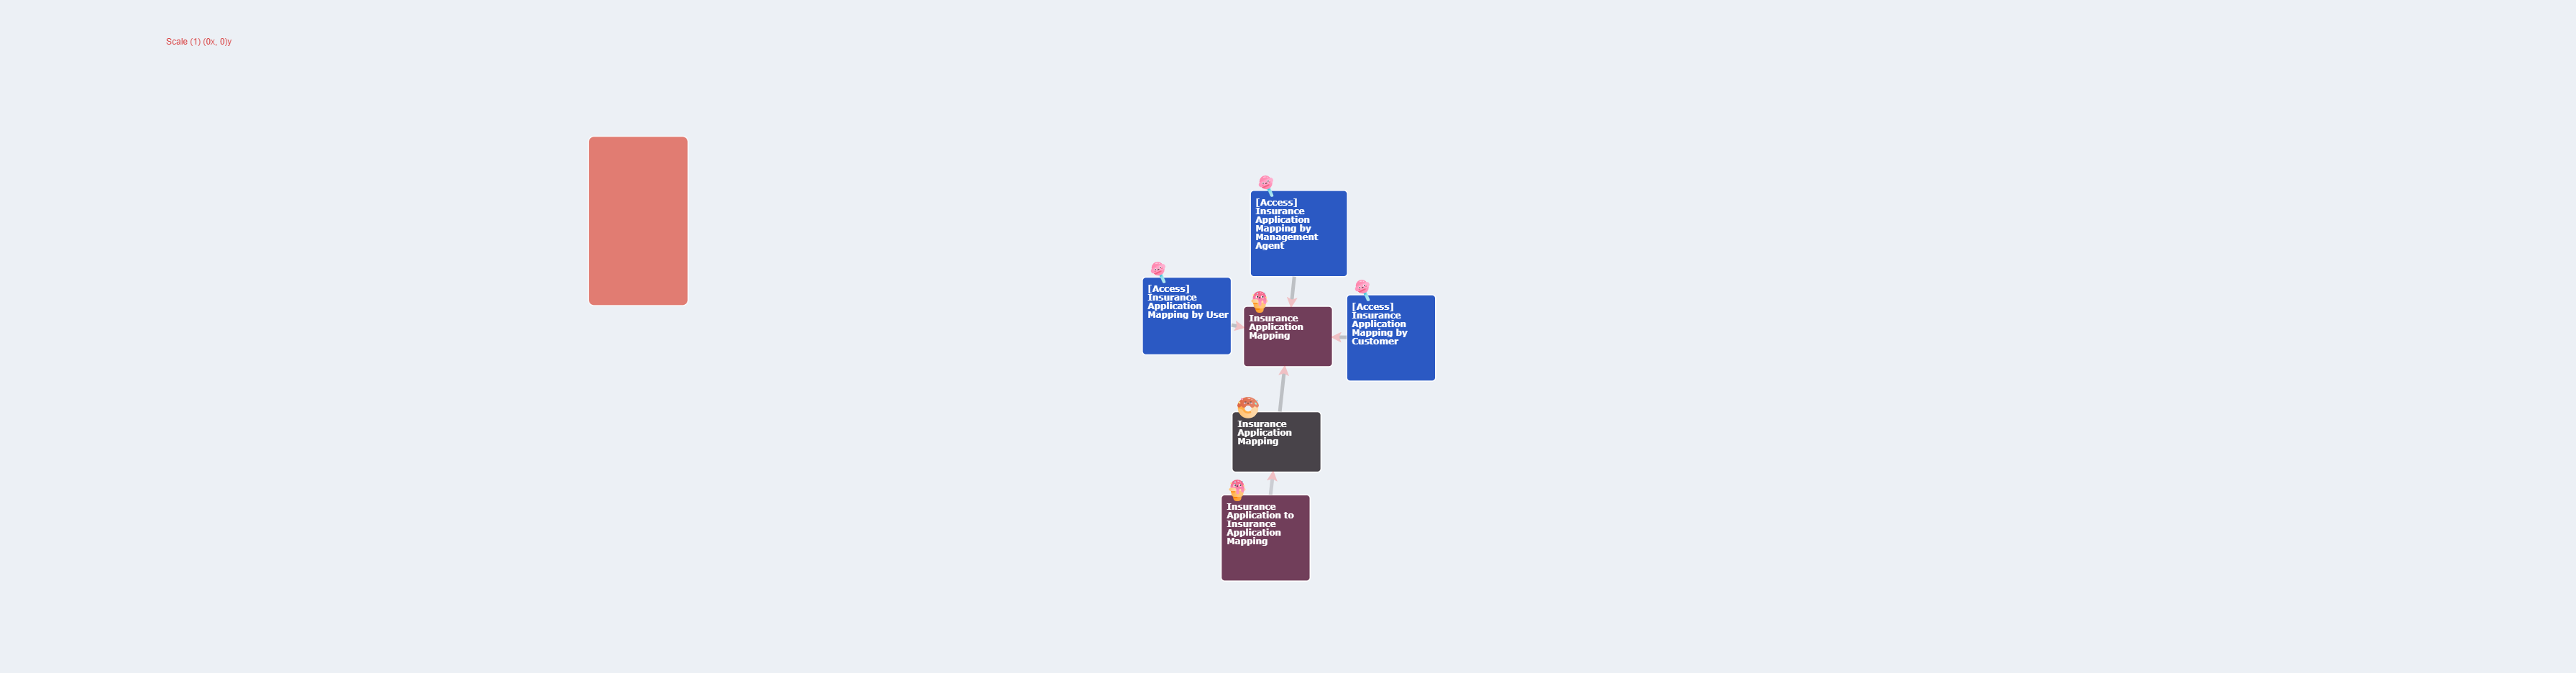 Scale (1) (0x, 0)y
[Access]
Insurance
Application
Mapping by
Management
Agent
[Access]
Insurance
Application
Mapping by User
Insurance
Application
Mapping
[Access]
Insurance
Application
Mapping by
Customer
Insurance
Application
Mapping
Insurance
Application to
Insurance
Application
Mapping